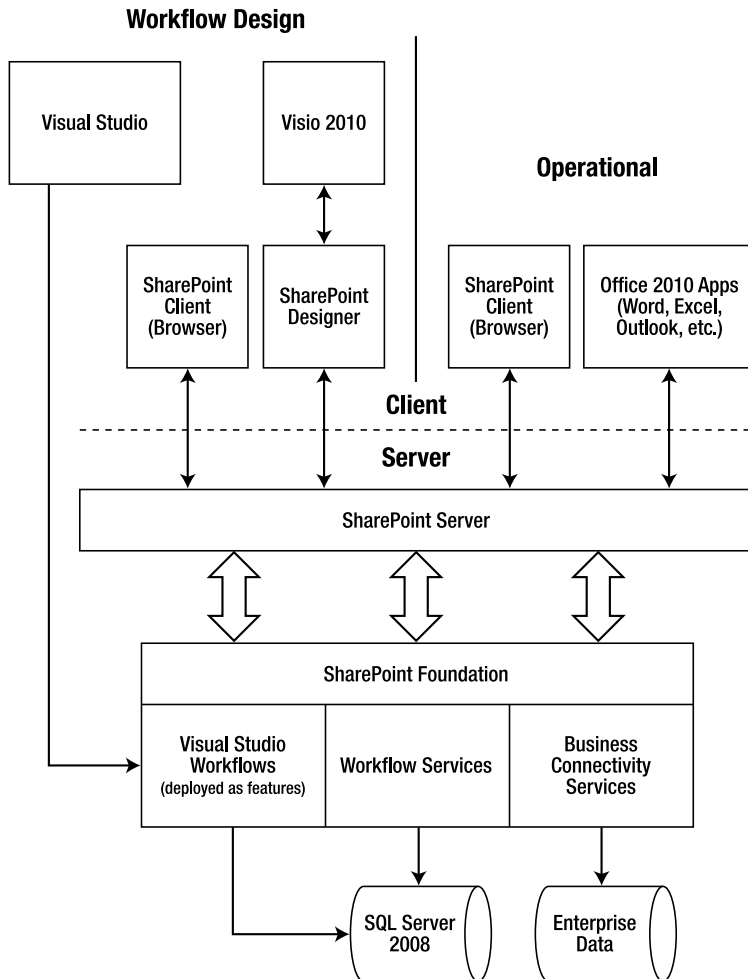 Workflow Design
Visual Studio
Visio 2010
Operational
SharePoint
Client
(Browser)
SharePoint
Designer
SharePoint
Client
(Browser)
Office 2010 Apps
(Word, Excel,
Outlook, etc.)
Client
Server
SharePoint Server
SharePoint Foundation
Visual Studio
Workflows
(deployed as features)
Workflow Services
Business
Connectivity
Services
SQL Server
2008
Enterprise
Data